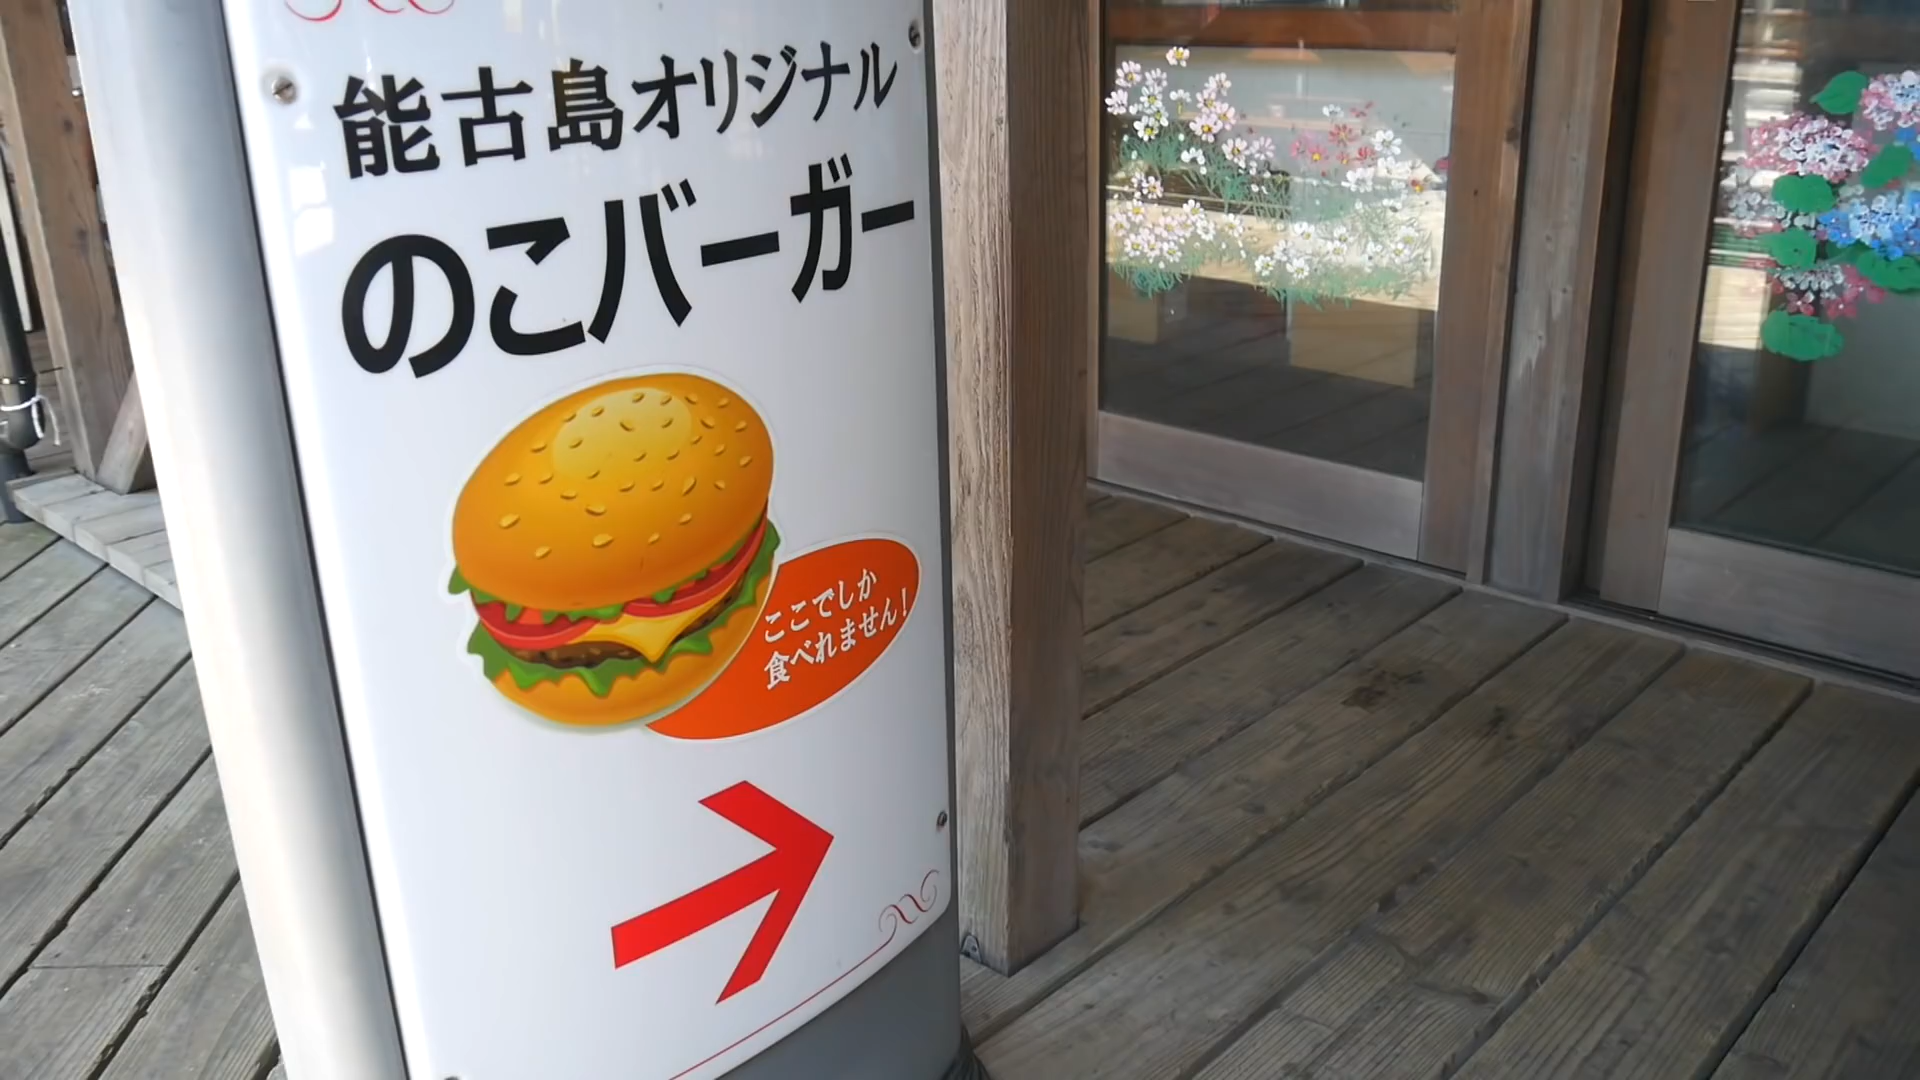 能古島オリジナル
のこバーガー
ここでしか
食べれません!